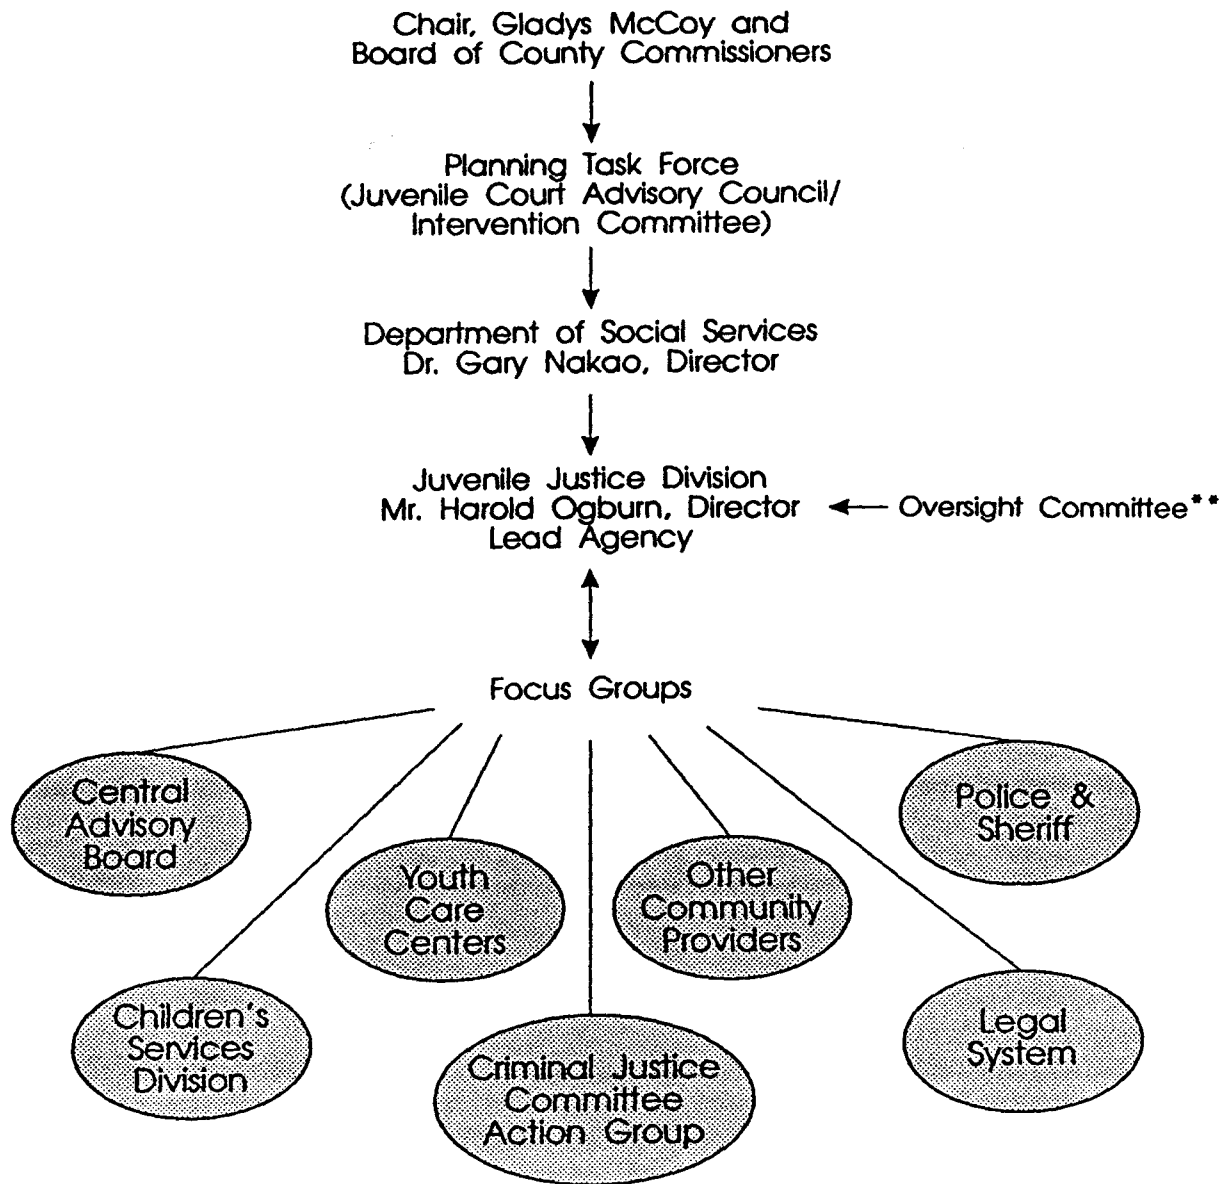 Chair, Gladys McCoy and
Board of County Commissioners
Planning Task Force
(Juvenile Court Advisory Council/
Intervention Committee)
Department of Social Services
Dr. Gary Nakao, Director
Juvenile Justice Division
Mr. Harold Ogburn, Director
Lead Agency
Oversight Committee**
Focus Groups
Central
Advisory
Board
Police &
Sheriff
Youth
Care
Centers
Other
Community
Providers
Children's
Services
Division
Criminal Justice
Committee
Action Group
Legal
System